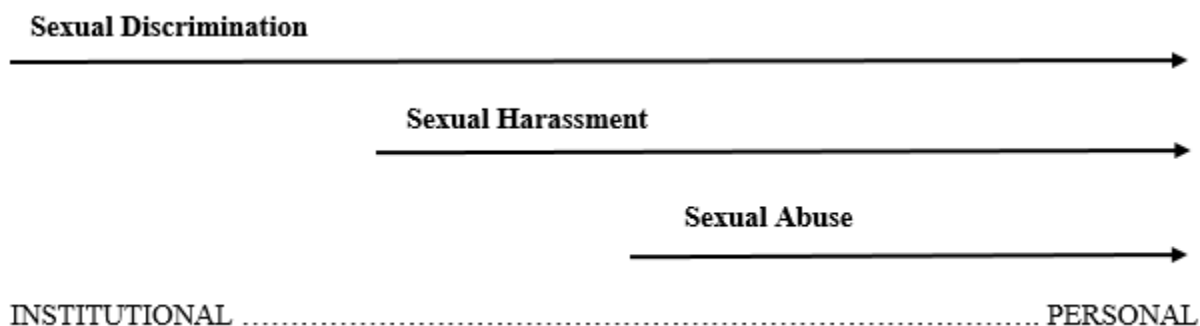 Sexual Discrimination
Sexual Harassment
Sexual Abuse
INSTITUTIONAL ........................................................................ PERSONAL